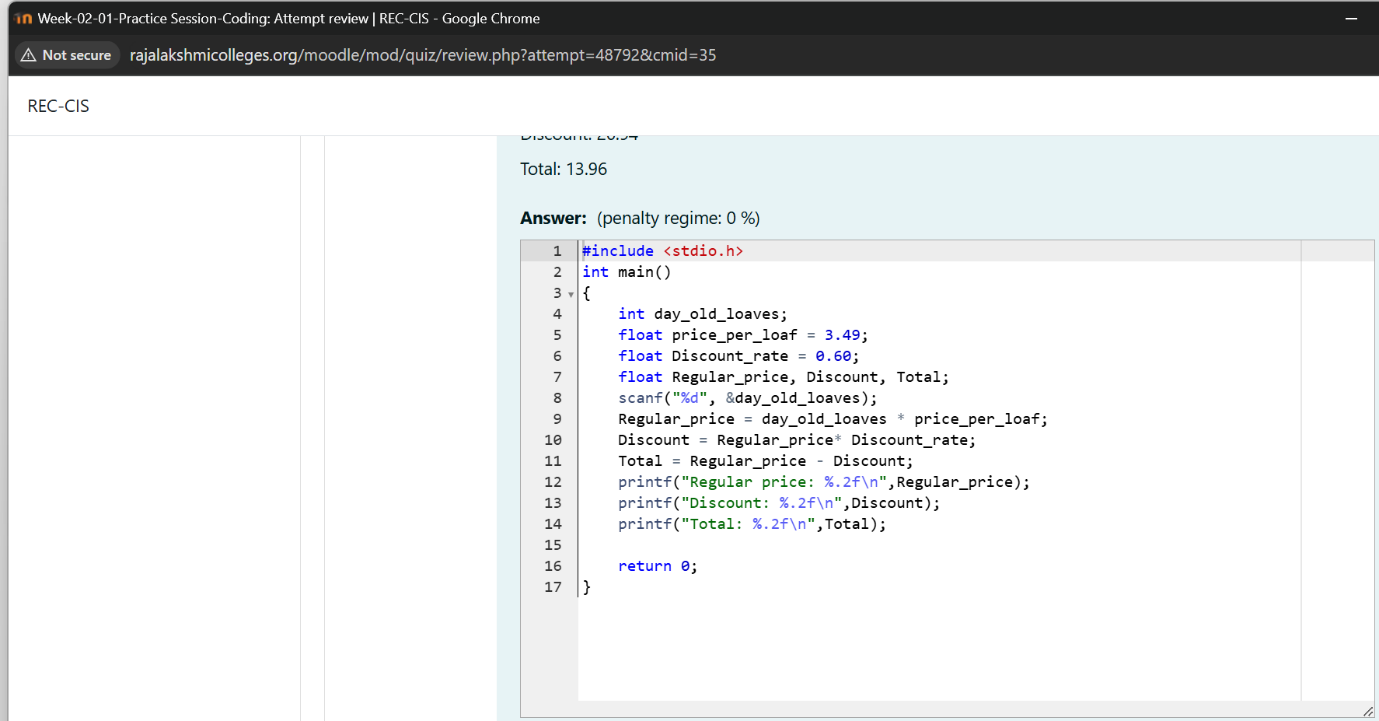 Week-02-01-Practice Session-Coding: Attempt review | REC-CIS - Google Chrome
Not secure rajalakshmicolleges.org/moodle/mod/quiz/review.php?attempt=48792&cmid=35
REC-CIS
Discount: 20.94
Total: 13.96
Answer: (penalty regime: 0 %)
1 #include <stdio.h>
2 int main()
3 {
4 int day_old_loaves;
5 float price_per_loaf = 3.49;
6 float Discount_rate = 0.60;
7 float Regular_price, Discount, Total;
8 scanf("%d", &day_old_loaves);
9 Regular_price = day_old_loaves * price_per_loaf;
10 Discount = Regular_price* Discount_rate;
11 Total = Regular_price - Discount;
12 printf("Regular price: %.2f\n",Regular_price);
13 printf("Discount: %.2f\n",Discount);
14 printf("Total: %.2f\n",Total);
15
16 return 0;
17 }